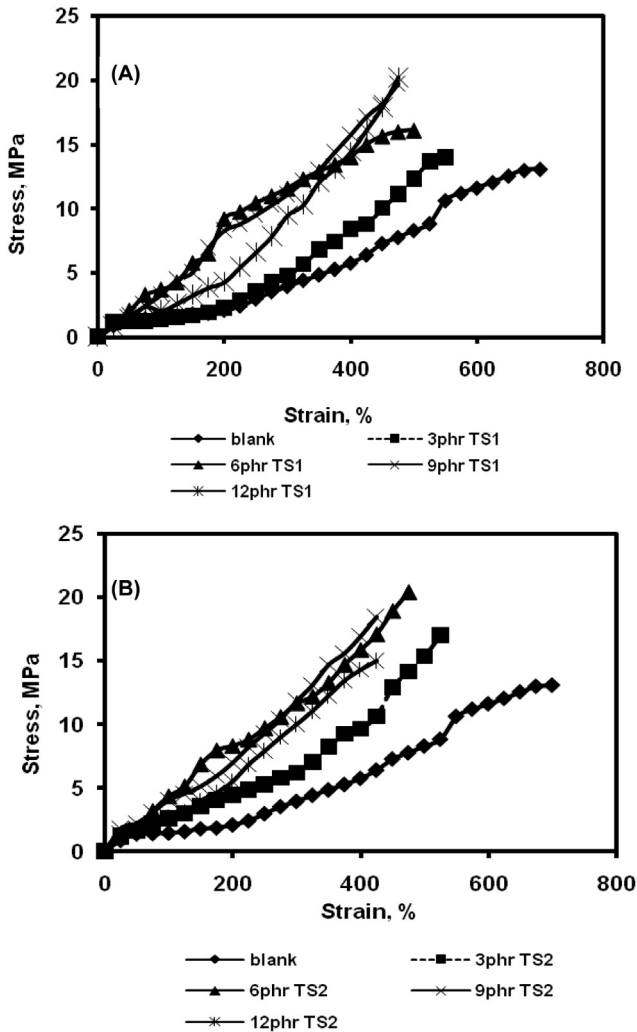 (A)
Stress, MPa
25
20
15
10
5
0
0 200 400 600 800
Strain, %
blank 3phr TS1
6phr TS1 9phr TS1
12phr TS1
(B)
Stress, MPa
25
20
15
10
5
0
0 200 400 600 800
Strain, %
blank 3phr TS2
6phr TS2 9phr TS2
12phr TS2